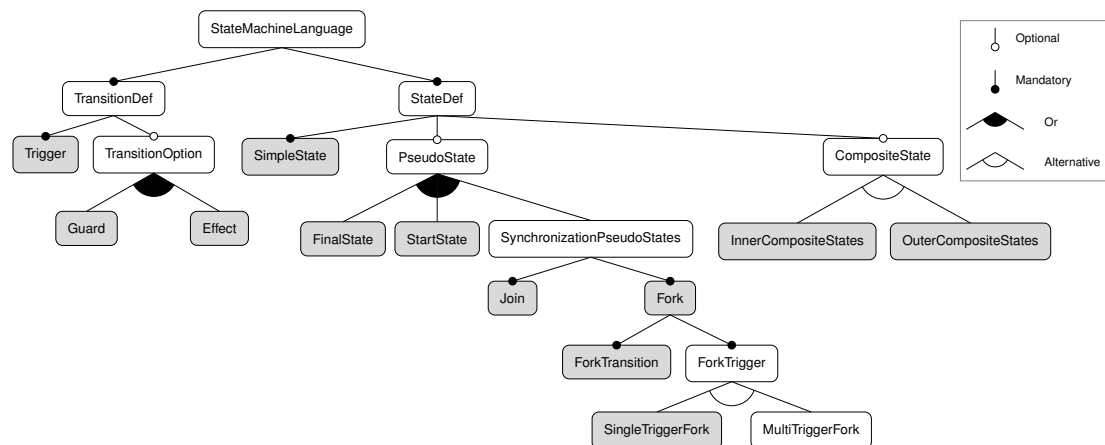 StateMachineLanguage
Optional
Mandatory
Or
Alternative
TransitionDef
StateDef
Trigger
TransitionOption
SimpleState
PseudoState
CompositeState
Guard
Effect
FinalState
StartState
SynchronizationPseudoStates
InnerCompositeStates
OuterCompositeStates
Join
Fork
ForkTransition
ForkTrigger
SingleTriggerFork
MultiTriggerFork